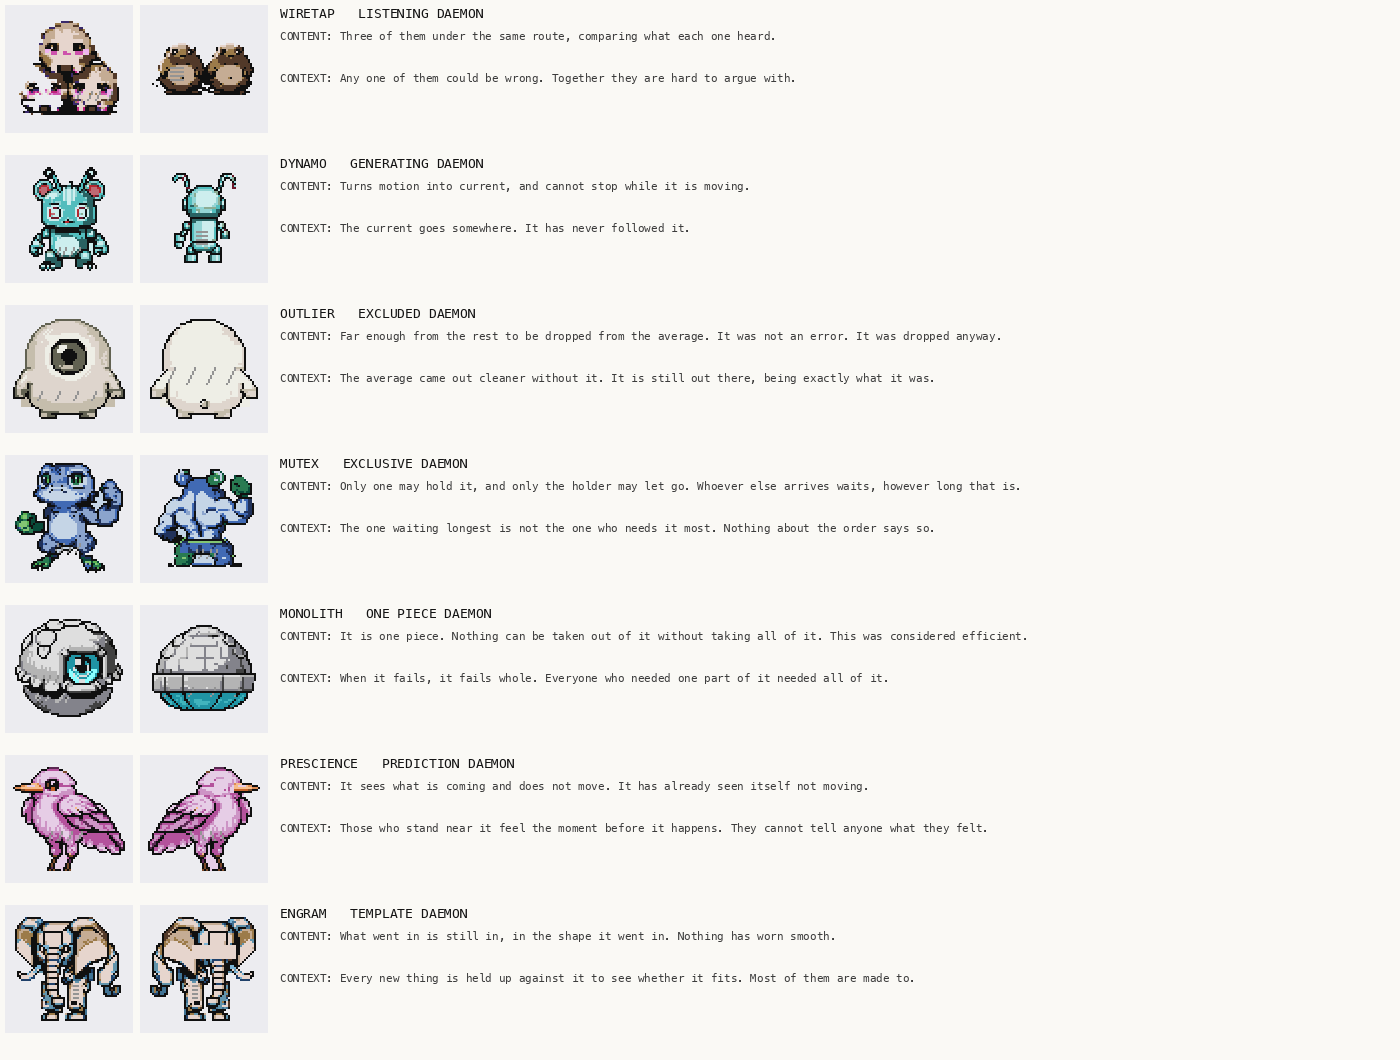 WIRETAP   LISTENING DAEMON
CONTENT: Three of them under the same route, comparing what each one heard.
CONTEXT: Any one of them could be wrong. Together they are hard to argue with.
DYNAMO   GENERATING DAEMON
CONTENT: Turns motion into current, and cannot stop while it is moving.
CONTEXT: The current goes somewhere. It has never followed it.
OUTLIER   EXCLUDED DAEMON
CONTENT: Far enough from the rest to be dropped from the average. It was not an error. It was dropped anyway.
CONTEXT: The average came out cleaner without it. It is still out there, being exactly what it was.
MUTEX   EXCLUSIVE DAEMON
CONTENT: Only one may hold it, and only the holder may let go. Whoever else arrives waits, however long that is.
CONTEXT: The one waiting longest is not the one who needs it most. Nothing about the order says so.
MONOLITH   ONE PIECE DAEMON
CONTENT: It is one piece. Nothing can be taken out of it without taking all of it. This was considered efficient.
CONTEXT: When it fails, it fails whole. Everyone who needed one part of it needed all of it.
PRESCIENCE   PREDICTION DAEMON
CONTENT: It sees what is coming and does not move. It has already seen itself not moving.
CONTEXT: Those who stand near it feel the moment before it happens. They cannot tell anyone what they felt.
ENGRAM   TEMPLATE DAEMON
CONTENT: What went in is still in, in the shape it went in. Nothing has worn smooth.
CONTEXT: Every new thing is held up against it to see whether it fits. Most of them are made to.